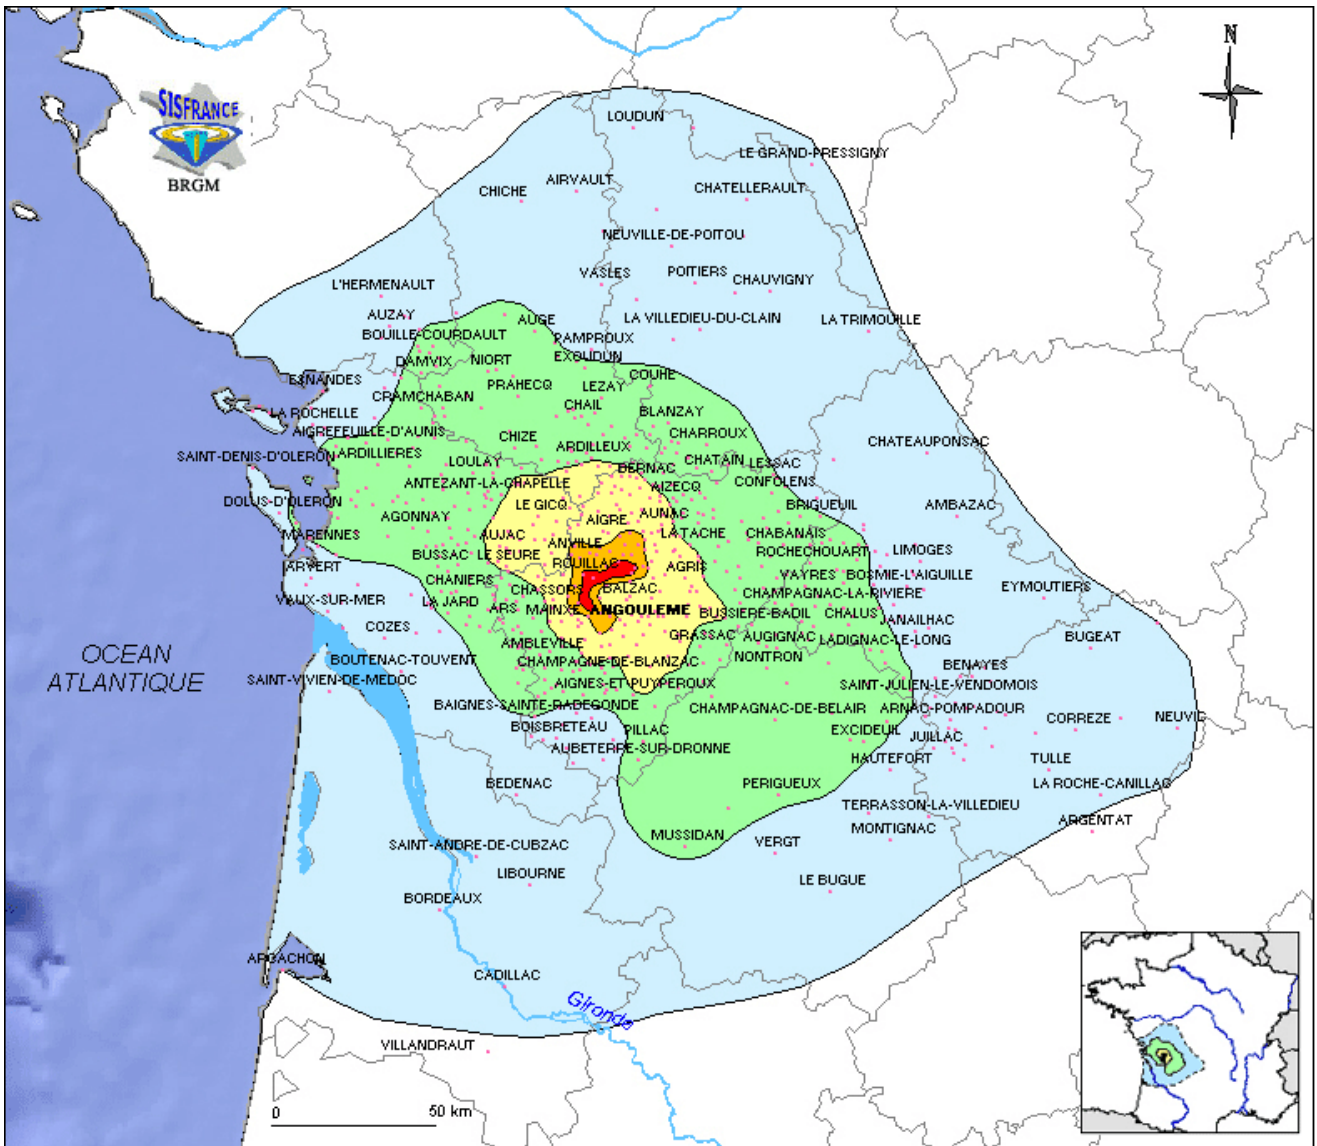 N
LOUDUN
SISFRANCE
BRGM
LE GRAND-PRESSIGNY
AIRVAULT
CHICHE
CHATELLERAULT
NEUVILLE-DE-POITOU
VASLES
POITIERS
CHAUVIGNY
L'HERMENAULT
AUZAY
AUGE
LA VILLEDIEU-DU-CLAIN
LA TRIMOUILLE
BOUILLE-COURDAULT
PAMPROUX
DAMVIX
NIORT
EXOUDUN
ESNANDES
PRAHECQ
LEZAY
COUHE
CRAMCHABAN
CHAIL
LA ROCHELLE
BLANZAY
AIGREFEUILLE-D'AUNIS
CHIZE
CHARROUX
SAINT-DENIS-D'OLERON
ARDILLIERES
ARDILLEUX
CHATEAUPONSAC
LOULAY
BERNAC
CHATAIN
LESSAC
ANTEZANT-LA-CHAPELLE
AIZECQ
CONFOLENS
DOLUS-D'OLERON
LE GICQ
AUNAC
BRIGUEUIL
AMBAZAC
AGONNAY
AIGRE
MARENNES
AUJAC
ANVILLE
LA TACHE
CHABANAIS
BUSSAC
LE SEURE
ROCHECHOUART
LIMOGES
ARVERT
ROUILLAC
AGRIS
CHANIERS
CHASSORS
BALZAC
VAYRES
BOSMIE-L'AIGUILLE
EYMOUTIERS
VAUX-SUR-MER
LA JARD
ARS
MAINXE
ANGOULEME
CHAMPAGNAC-LA-RIVIERE
BUSSIERE-BADIL
CHALUS
JANAILHAC
COZES
AMBLEVILLE
GRASSAC
AUGIGNAC
LADIGNAC-LE-LONG
BUGEAT
OCEAN
ATLANTIQUE
BOUTENAC-TOUVENT
CHAMPAGNE-DE-BLANZAC
NONTRON
BENAYES
SAINT-VIVIEN-DE-MEDOC
AIGNES-ET-PUYPEROUX
SAINT-JULIEN-LE-VENDOMOIS
BAIGNES-SAINTE-RADEGONDE
CHAMPAGNAC-DE-BELAIR
ARNAC-POMPADOUR
CORREZE
NEUVIC
BOISBRETEAU
PILLAC
EXCIDEUIL
JUILLAC
AUBETERRE-SUR-DRONNE
HAUTEFORT
TULLE
BEDENAC
PERIGUEUX
LA ROCHE-CANILLAC
TERRASSON-LA-VILLEDIEU
ARGENTAT
MUSSIDAN
MONTIGNAC
SAINT-ANDRE-DE-CUBZAC
VERGT
LIBOURNE
LE BUGUE
BORDEAUX
ARCACHON
CADILLAC
Gironde
VILLANDRAUT
0 50 km